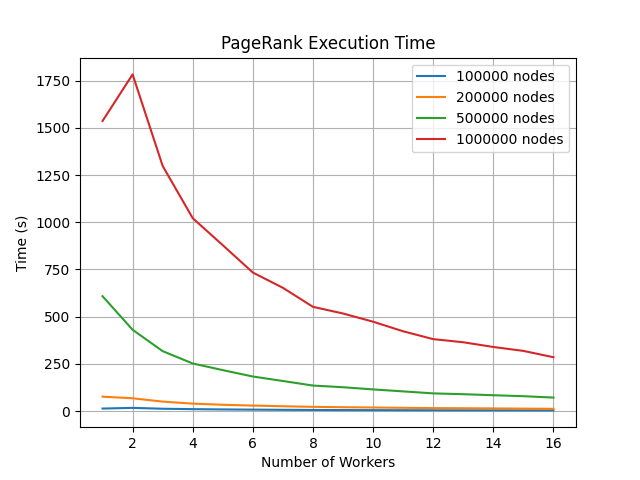 PageRank Execution Time
100000 nodes
200000 nodes
500000 nodes
1000000 nodes
Time (s)
1750
1500
1250
1000
750
500
250
0
2 4 6 8 10 12 14 16
Number of Workers